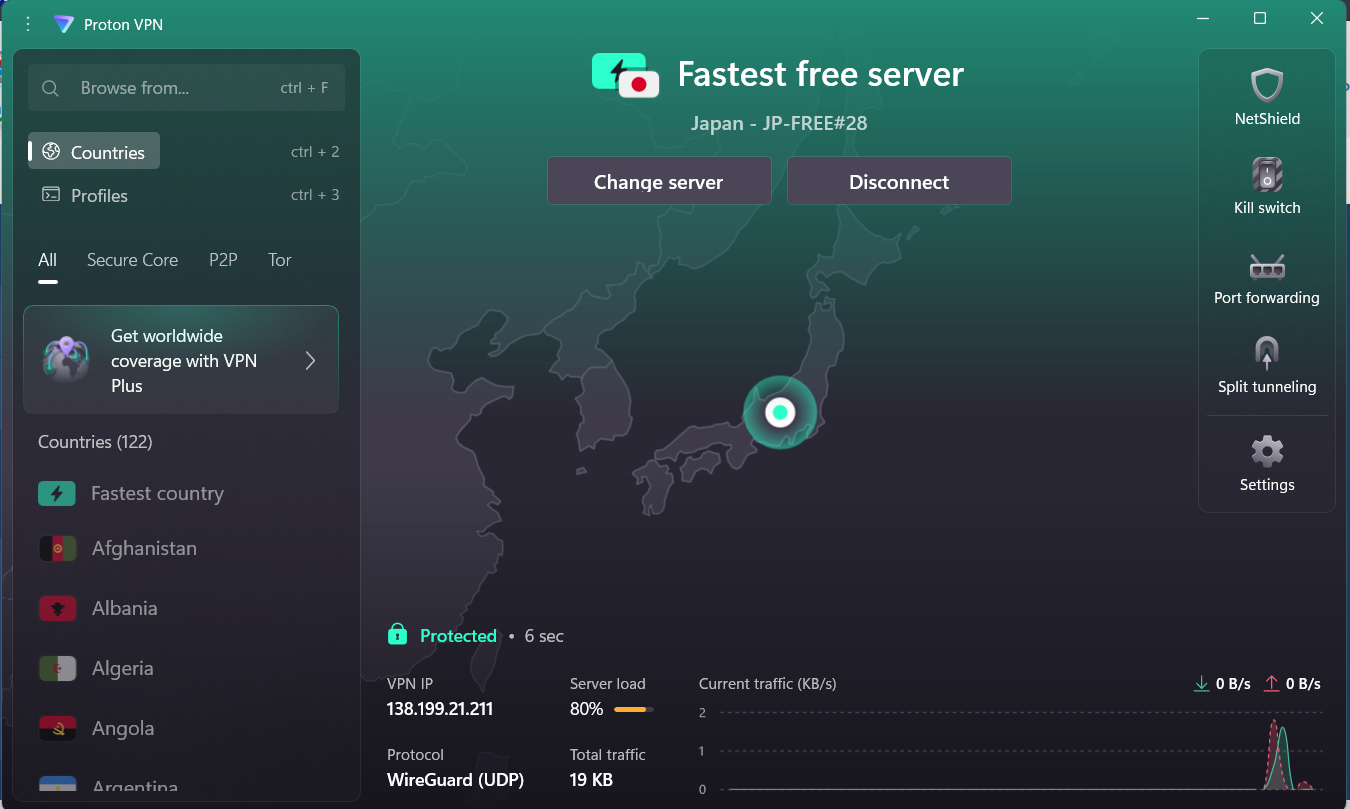 Proton VPN
Browse from...
ctrl + F
Countries
ctrl + 2
Profiles
ctrl + 3
All
Secure Core
P2P
Tor
Get worldwide
coverage with VPN
Plus
Countries (122)
Fastest country
Afghanistan
Albania
Algeria
Angola
Argentina
Fastest free server
Japan - JP-FREE#28
Change server
Disconnect
Protected • 6 sec
VPN IP
138.199.21.211
Server load
80%
Protocol
WireGuard (UDP)
Total traffic
19 KB
Current traffic (KB/s)
0 B/s
0 B/s
2
1
0
NetShield
Kill switch
Port forwarding
Split tunneling
Settings